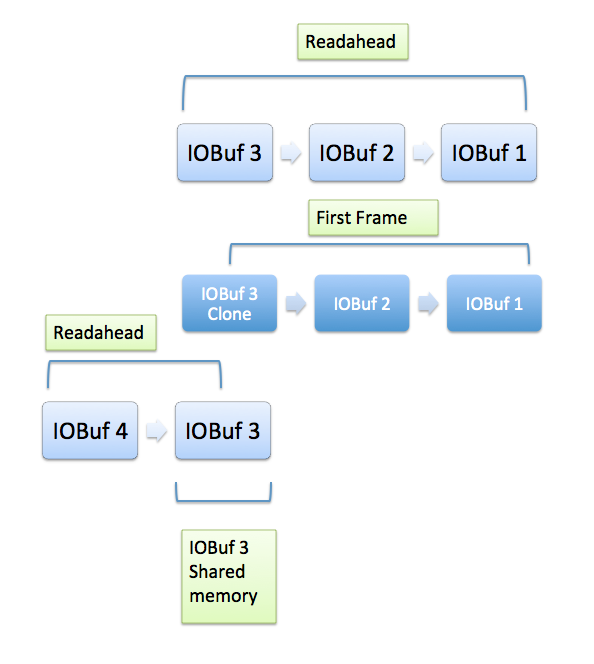 Readahead
IOBuf 3
IOBuf 2
IOBuf 1
First Frame
IOBuf 3
Clone
IOBuf 2
IOBuf 1
Readahead
IOBuf 4
IOBuf 3
IOBuf 3
Shared
memory